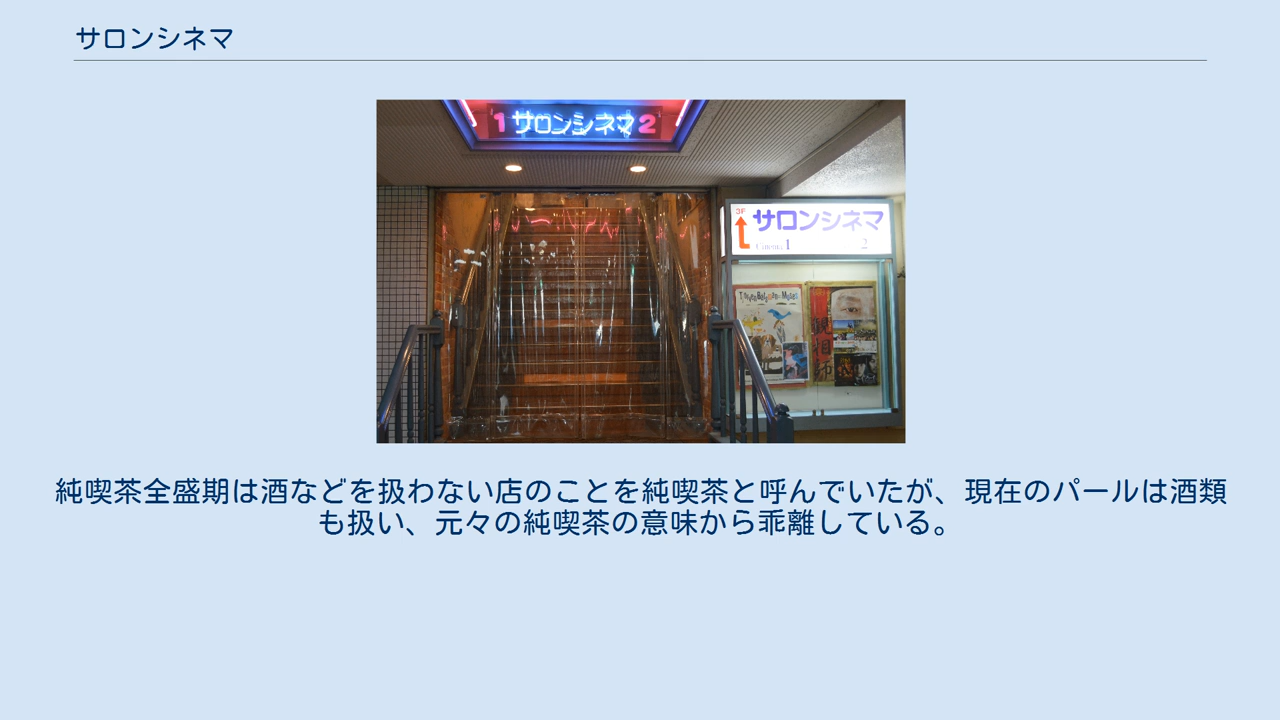 サロンシネマ
1 サロンシネマ 2
3F サロンシネマ
Cinema 1 2
観相師
純喫茶全盛期は酒などを扱わない店のことを純喫茶と呼んでいたが、現在のパールは酒類
も扱い、元々の純喫茶の意味から乖離している。